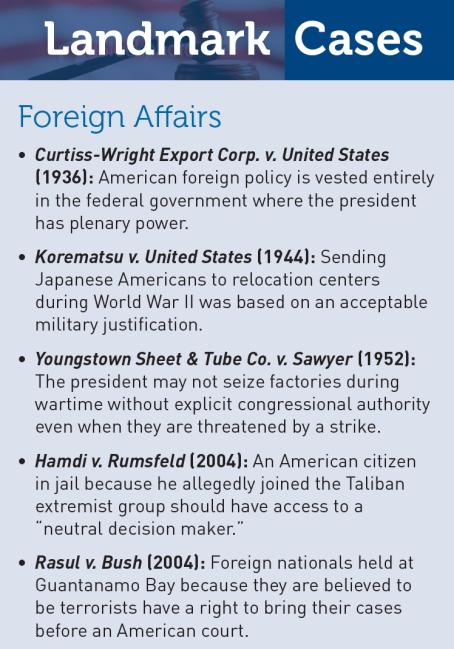 Landmark Cases
Foreign Affairs
• Curtiss-Wright Export Corp. v. United States
(1936): American foreign policy is vested entirely
in the federal government where the president
has plenary power.
• Korematsu v. United States (1944): Sending
Japanese Americans to relocation centers
during World War II was based on an acceptable
military justification.
• Youngstown Sheet & Tube Co. v. Sawyer (1952):
The president may not seize factories during
wartime without explicit congressional authority
even when they are threatened by a strike.
• Hamdi v. Rumsfeld (2004): An American citizen
in jail because he allegedly joined the Taliban
extremist group should have access to a
“neutral decision maker.”
• Rasul v. Bush (2004): Foreign nationals held at
Guantanamo Bay because they are believed to
be terrorists have a right to bring their cases
before an American court.